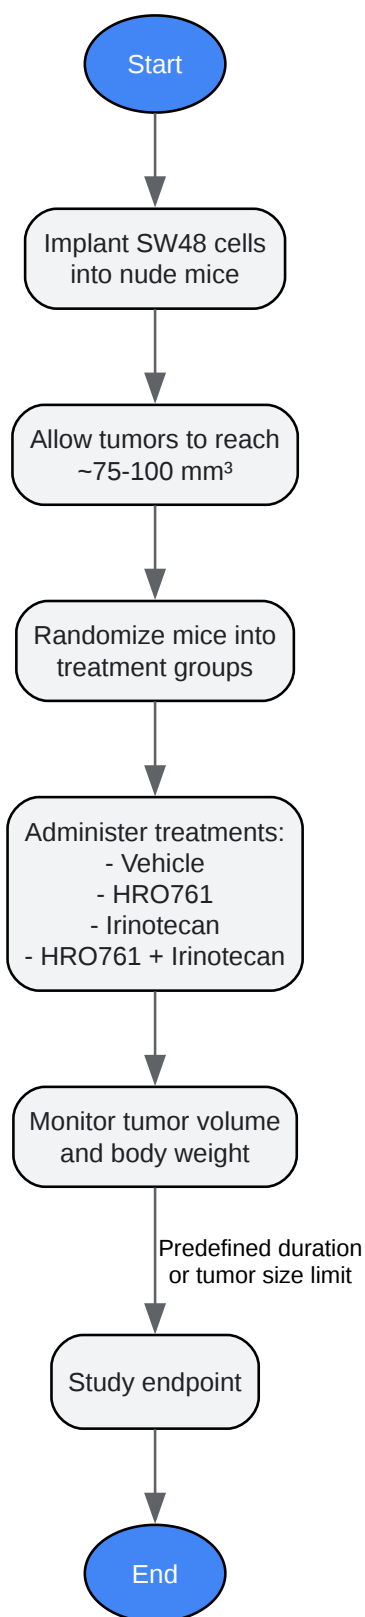 Start
Implant SW48 cells
into nude mice
Allow tumors to reach
~75-100 mm³
Randomize mice into
treatment groups
Administer treatments:
- Vehicle
- HRO761
- Irinotecan
- HRO761 + Irinotecan
Monitor tumor volume
and body weight
Predefined duration
or tumor size limit
Study endpoint
End